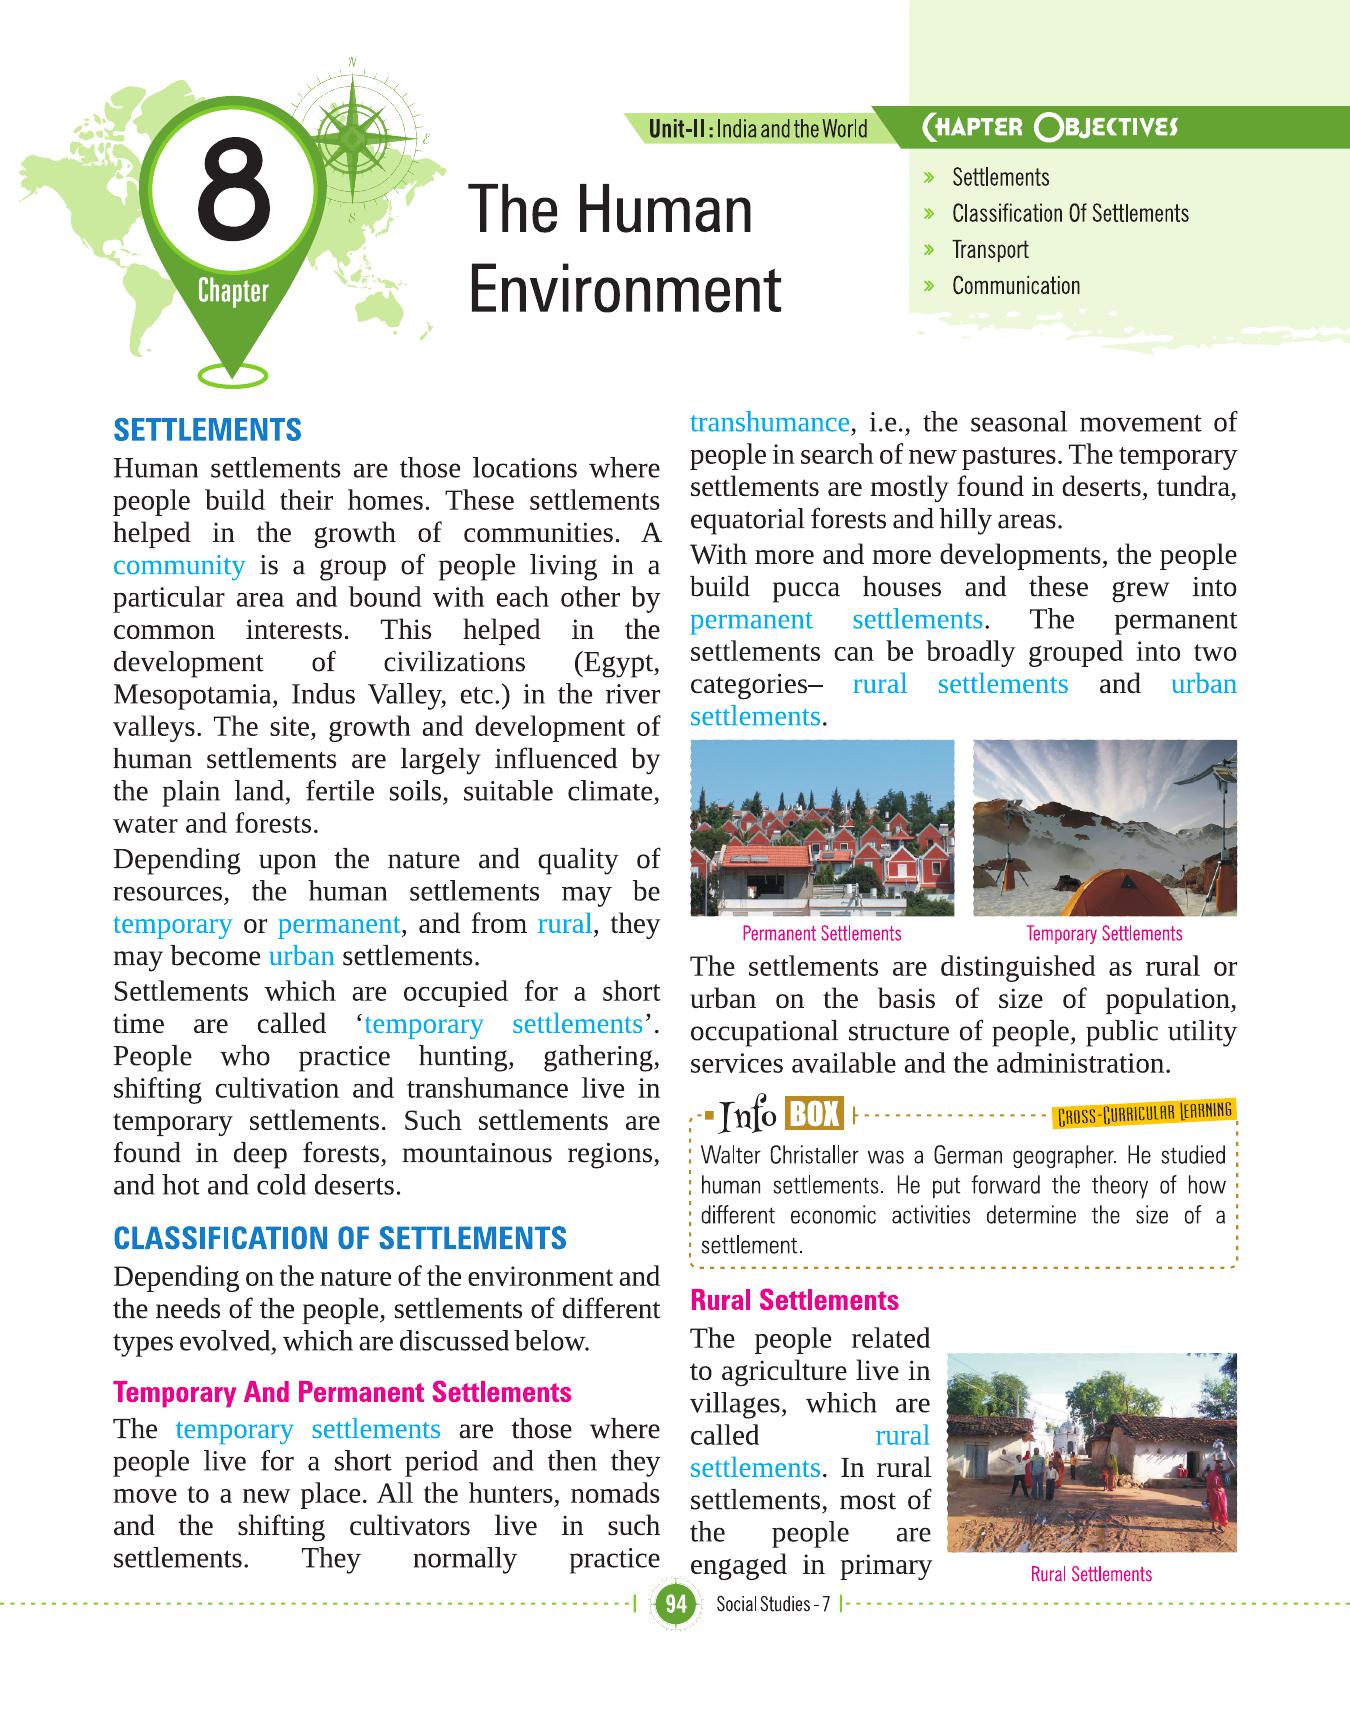 N
E
S
8
Chapter
Unit-II : India and the World
The Human
Environment
CHAPTER OBJECTIVES
» Settlements
» Classification Of Settlements
» Transport
» Communication
SETTLEMENTS
Human settlements are those locations where
people build their homes. These settlements
helped in the growth of communities. A
community is a group of people living in a
particular area and bound with each other by
common interests. This helped in the
development of civilizations (Egypt,
Mesopotamia, Indus Valley, etc.) in the river
valleys. The site, growth and development of
human settlements are largely influenced by
the plain land, fertile soils, suitable climate,
water and forests.
Depending upon the nature and quality of
resources, the human settlements may be
temporary or permanent, and from rural, they
may become urban settlements.
Settlements which are occupied for a short
time are called ‘temporary settlements’.
People who practice hunting, gathering,
shifting cultivation and transhumance live in
temporary settlements. Such settlements are
found in deep forests, mountainous regions,
and hot and cold deserts.
CLASSIFICATION OF SETTLEMENTS
Depending on the nature of the environment and
the needs of the people, settlements of different
types evolved, which are discussed below.
Temporary And Permanent Settlements
The temporary settlements are those where
people live for a short period and then they
move to a new place. All the hunters, nomads
and the shifting cultivators live in such
settlements. They normally practice
transhumance, i.e., the seasonal movement of
people in search of new pastures. The temporary
settlements are mostly found in deserts, tundra,
equatorial forests and hilly areas.
With more and more developments, the people
build pucca houses and these grew into
permanent settlements. The permanent
settlements can be broadly grouped into two
categories– rural settlements and urban
settlements.
Permanent Settlements
Temporary Settlements
The settlements are distinguished as rural or
urban on the basis of size of population,
occupational structure of people, public utility
services available and the administration.
Info BOX
CROSS-CURRICULAR LEARNING
Walter Christaller was a German geographer. He studied
human settlements. He put forward the theory of how
different economic activities determine the size of a
settlement.
Rural Settlements
The people related
to agriculture live in
villages, which are
called rural
settlements. In rural
settlements, most of
the people are
engaged in primary
Rural Settlements
94
Social Studies - 7